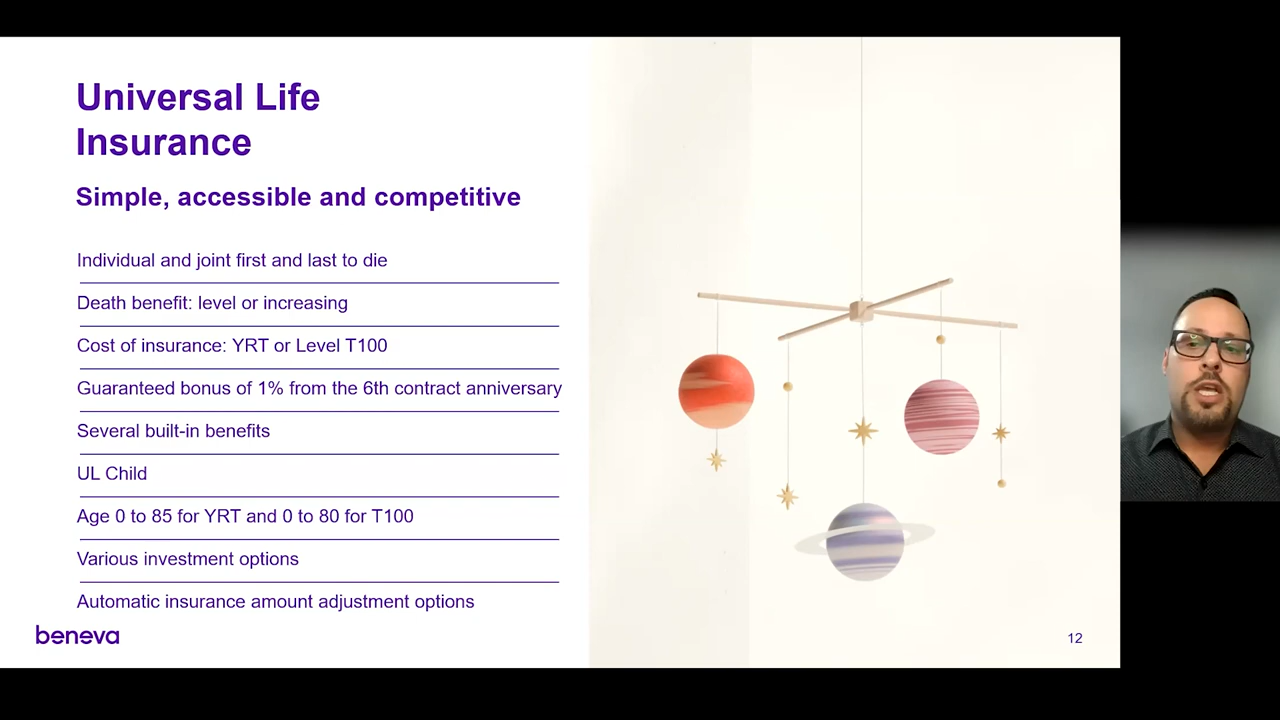 Universal Life
Insurance
Simple, accessible and competitive
Individual and joint first and last to die
Death benefit: level or increasing
Cost of insurance: YRT or Level T100
Guaranteed bonus of 1% from the 6th contract anniversary
Several built-in benefits
UL Child
Age 0 to 85 for YRT and 0 to 80 for T100
Various investment options
Automatic insurance amount adjustment options
beneva
12